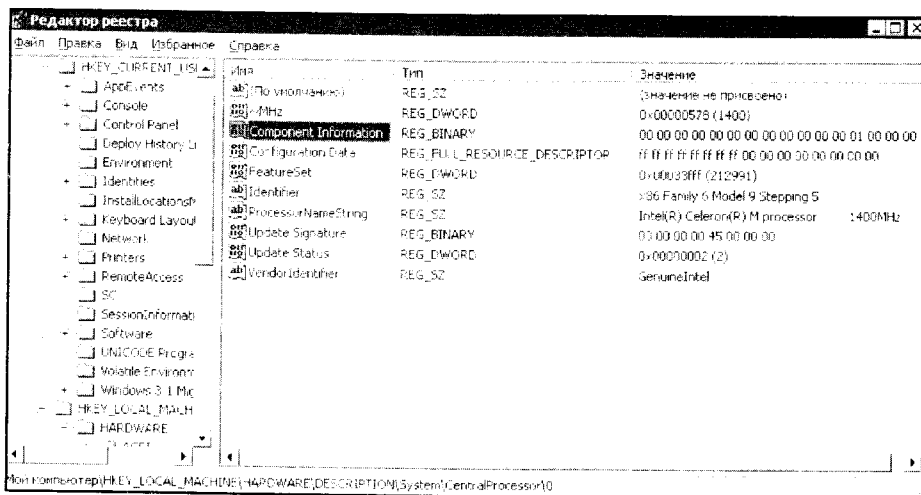 Редактор реестра
Файл Правка Вид Избранное Справка
HKEY_CURRENT_USE
AppEvents
Console
Control Panel
Deploy History Li
Environment
Identities
InstallLocationsM
Keyboard Layout
Network
Printers
RemoteAccess
SC
SessionInformati
Software
UNICODE Progra
Volatile Environm
Windows 3.1 Mig
HKEY_LOCAL_MACH
HARDWARE
Имя Тип Значение
(По умолчанию) REG_SZ (значение не присвоено)
~MHz REG_DWORD 0x00000578 (1400)
Component Information REG_BINARY 00 00 00 00 00 00 00 00 00 00 00 00 01 00 00 00
Configuration Data REG_FULL_RESOURCE_DESCRIPTOR ff ff ff ff ff ff ff ff 00 00 00 00 00 00 00 00
FeatureSet REG_DWORD 0x00033fff (212991)
Identifier REG_SZ x86 Family 6 Model 9 Stepping 5
ProcessorNameString REG_SZ Intel(R) Celeron(R) M processor 1400MHz
Update Signature REG_BINARY 00 00 00 45 00 00 00
Update Status REG_DWORD 0x00000002 (2)
VendorIdentifier REG_SZ GenuineIntel
Мой компьютер\HKEY_LOCAL_MACHINE\HARDWARE\DESCRIPTION\System\CentralProcessor\0